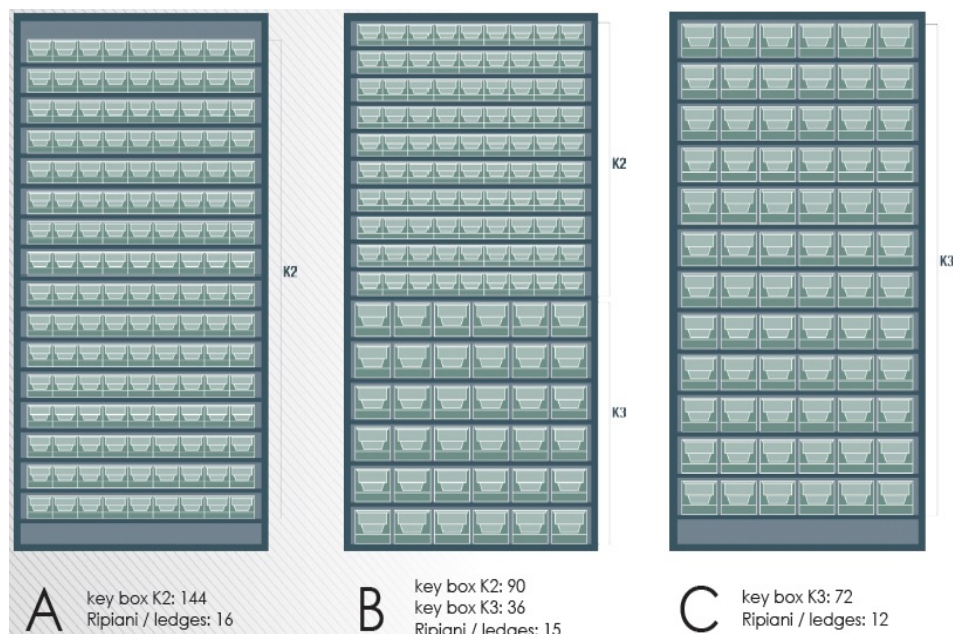 K2
K2
K3
K3
A
key box K2: 144
Ripiani / ledges: 16
B
key box K2: 90
key box K3: 36
Ripiani / ledges: 15
C
key box K3: 72
Ripiani / ledges: 12